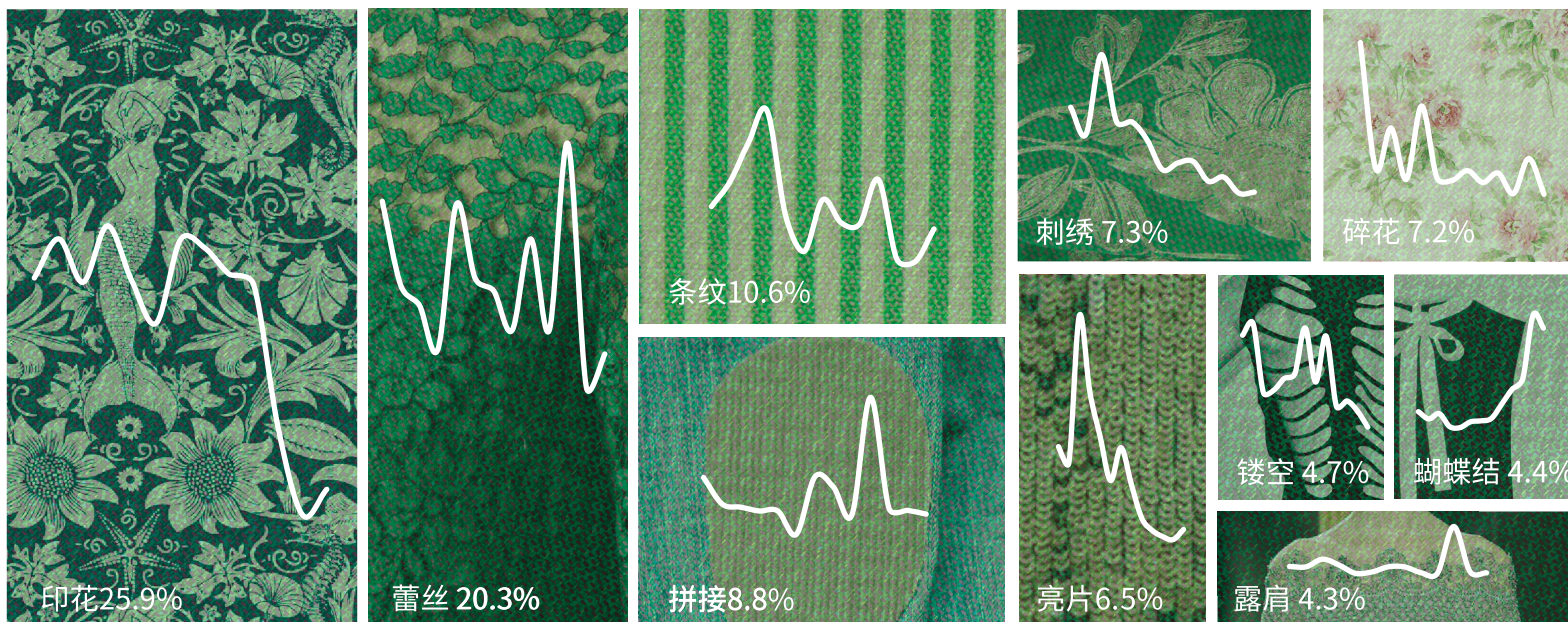 印花25.9%
蕾丝 20.3%
条纹10.6%
拼接8.8%
刺绣 7.3%
碎花 7.2%
亮片6.5%
镂空 4.7%
蝴蝶结 4.4%
露肩 4.3%